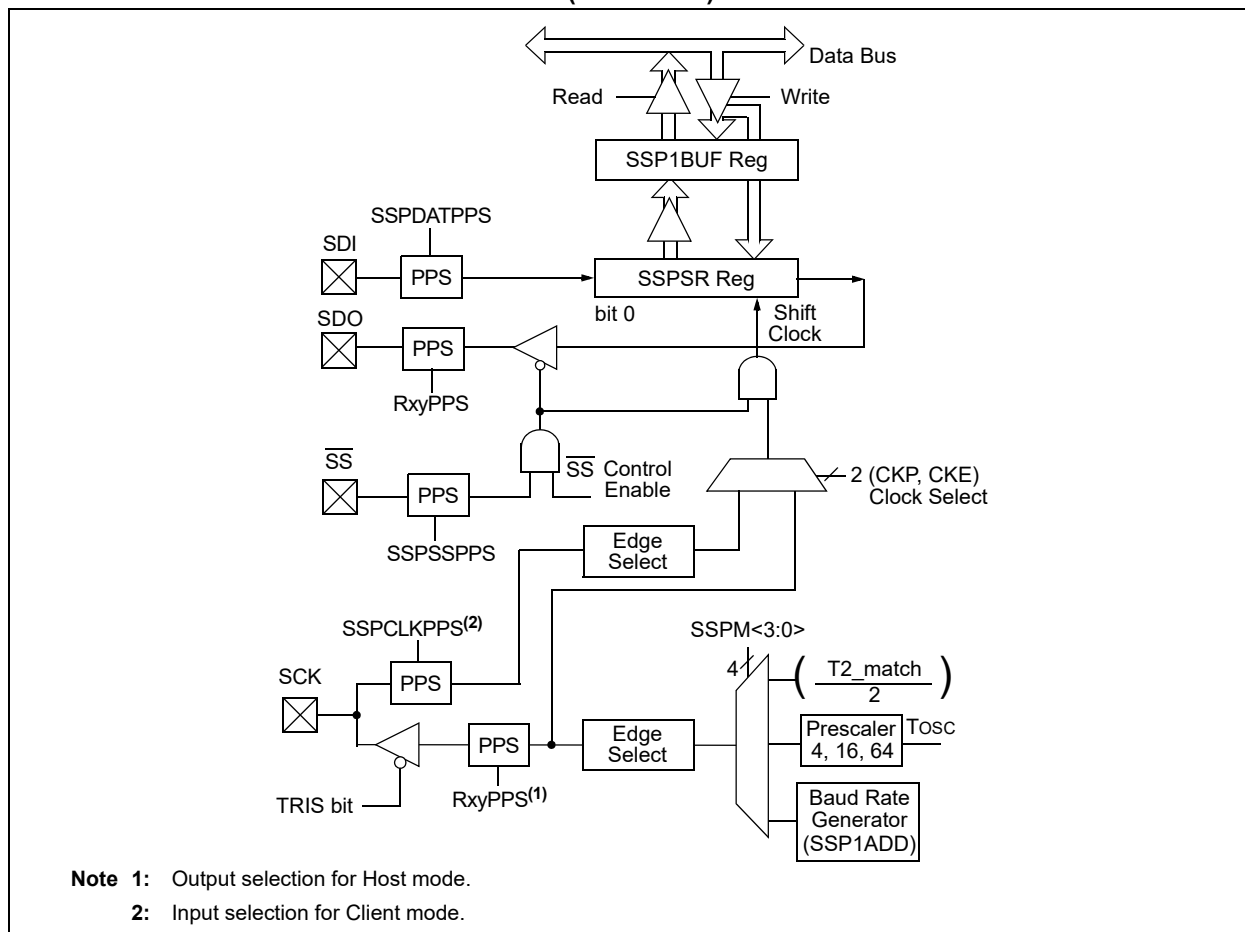 Data Bus
Read
Write
SSP1BUF Reg
SSPDATPPS
SDI
PPS
SSPSR Reg
bit 0
Shift
Clock
SDO
PPS
RxyPPS
SS
PPS
SS Control
Enable
2 (CKP, CKE)
Clock Select
SSPSSPPS
Edge
Select
SSPCLKPPS(2)
SSPM<3:0>
4
SCK
PPS
( T2_match
2 )
PPS
Edge
Select
Prescaler
4, 16, 64
TOSC
TRIS bit
RxyPPS(1)
Baud Rate
Generator
(SSP1ADD)
Note 1: Output selection for Host mode.
2: Input selection for Client mode.